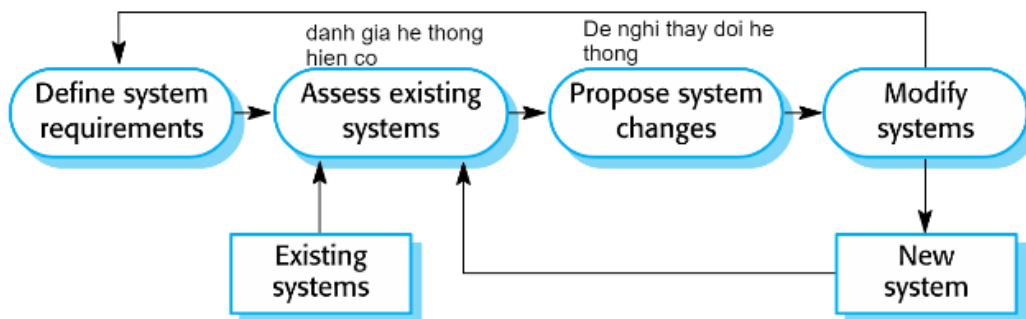 danh gia he thong
hien co
De nghi thay doi he
thong
Define system
requirements
Assess existing
systems
Propose system
changes
Modify
systems
Existing
systems
New
system